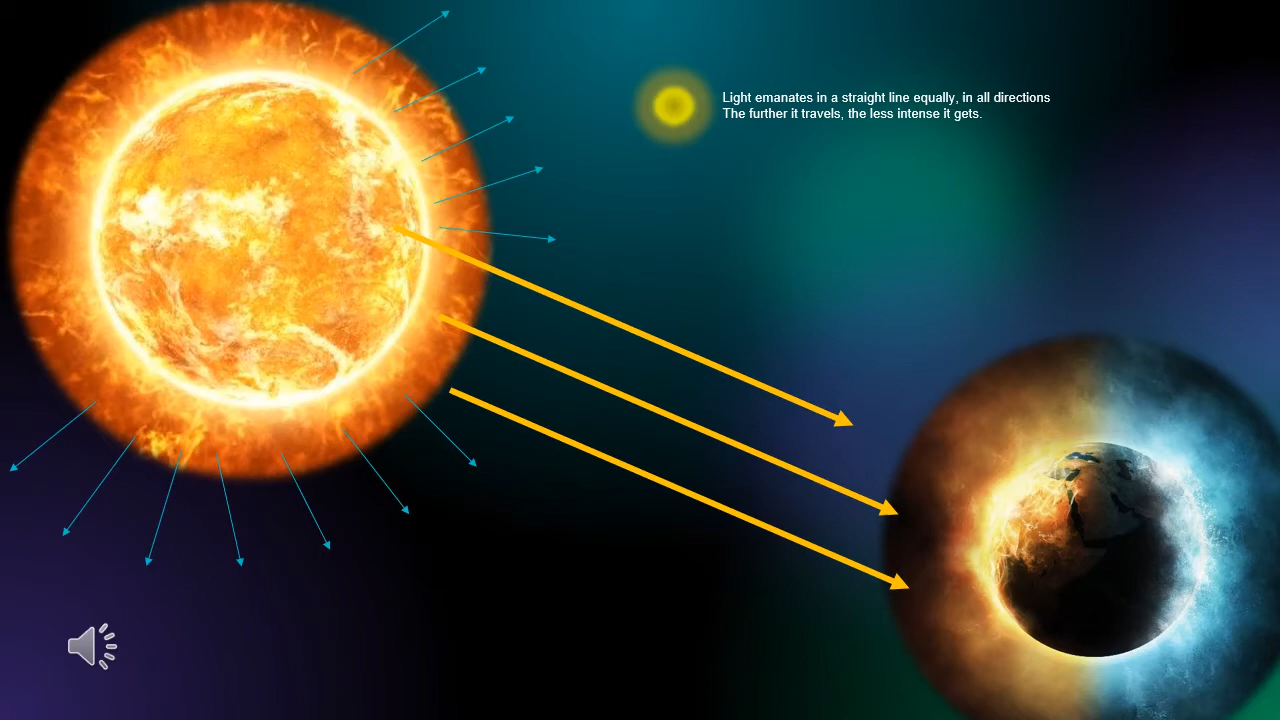 Light emanates in a straight line equally, in all directions
The further it travels, the less intense it gets.